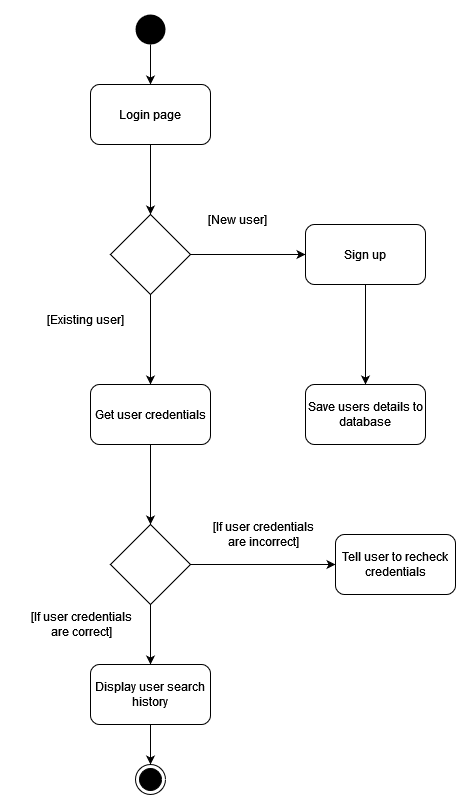 Login page
[New user]
Sign up
[Existing user]
Get user credentials
Save users details to
database
[If user credentials
are incorrect]
Tell user to recheck
credentials
[If user credentials
are correct]
Display user search
history